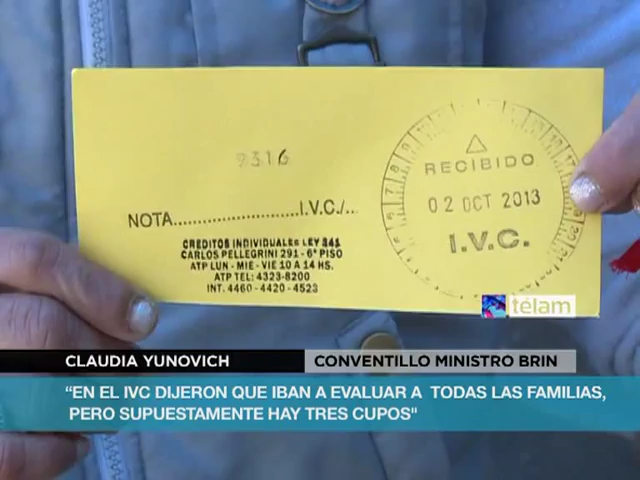 9316
RECIBIDO
02 OCT 2013
I.V.C.
NOTA........................I.V.C./...
CREDITOS INDIVIDUALES LEY 341
CARLOS PELLEGRINI 291 - 6º PISO
ATP LUN - MIE - VIE 10 A 14 HS.
ATP TEL: 4323-8200
INT. 4460 - 4420 - 4523
télam
CLAUDIA YUNOVICH
CONVENTILLO MINISTRO BRIN
“EN EL IVC DIJERON QUE IBAN A EVALUAR A TODAS LAS FAMILIAS,
PERO SUPUESTAMENTE HAY TRES CUPOS"